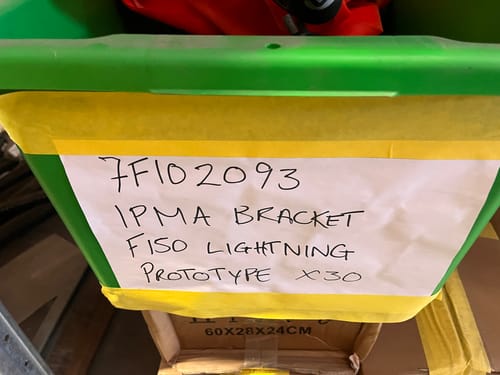 7F102093
IPMA BRACKET
F150 LIGHTNING
PROTOTYPE X30
60X28X24CM